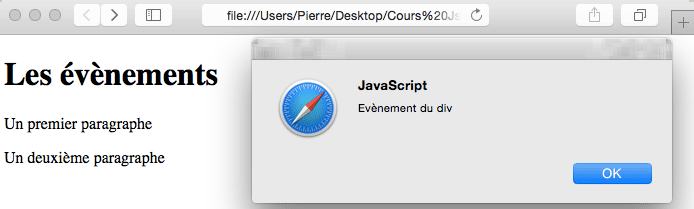 file:///Users/Pierre/Desktop/Cours%20Js
Les évènements
Un premier paragraphe
Un deuxième paragraphe
JavaScript
Evènement du div
OK